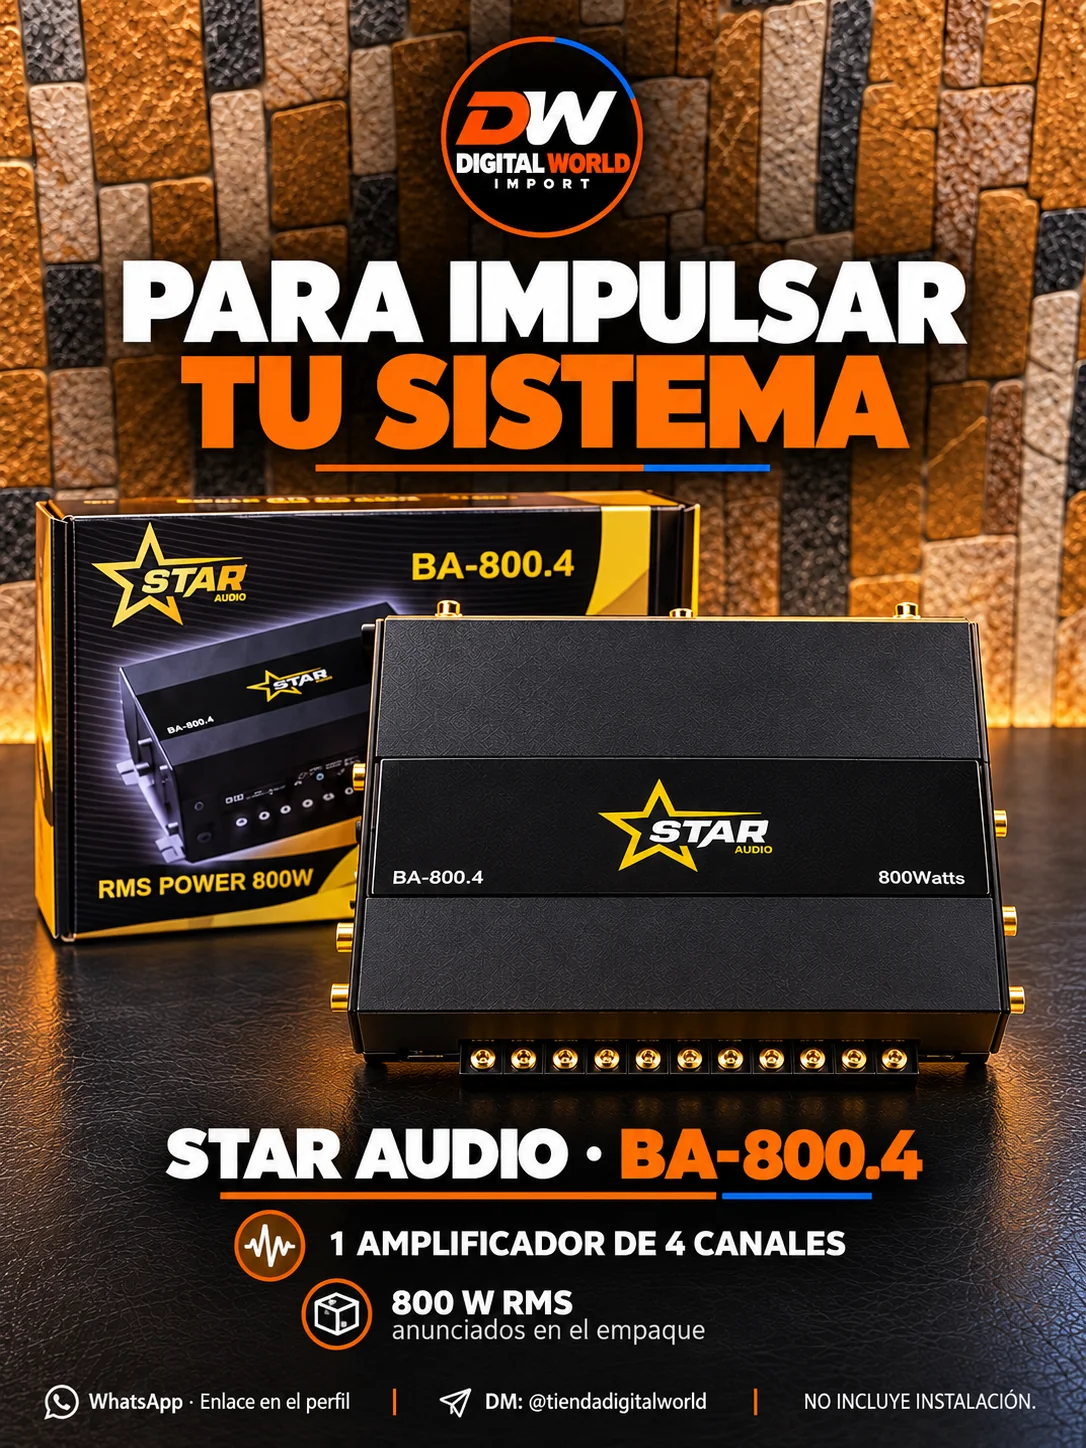 DW
DIGITAL WORLD
IMPORT
PARA IMPULSAR
TU SISTEMA
STAR
AUDIO
BA-800.4
STAR
BA-800.4
RMS POWER 800W
STAR
AUDIO
BA-800.4
800Watts
STAR AUDIO · BA-800.4
1 AMPLIFICADOR DE 4 CANALES
800 W RMS
anunciados en el empaque
WhatsApp · Enlace en el perfil
DM: @tiendadigitalworld
NO INCLUYE INSTALACIÓN.